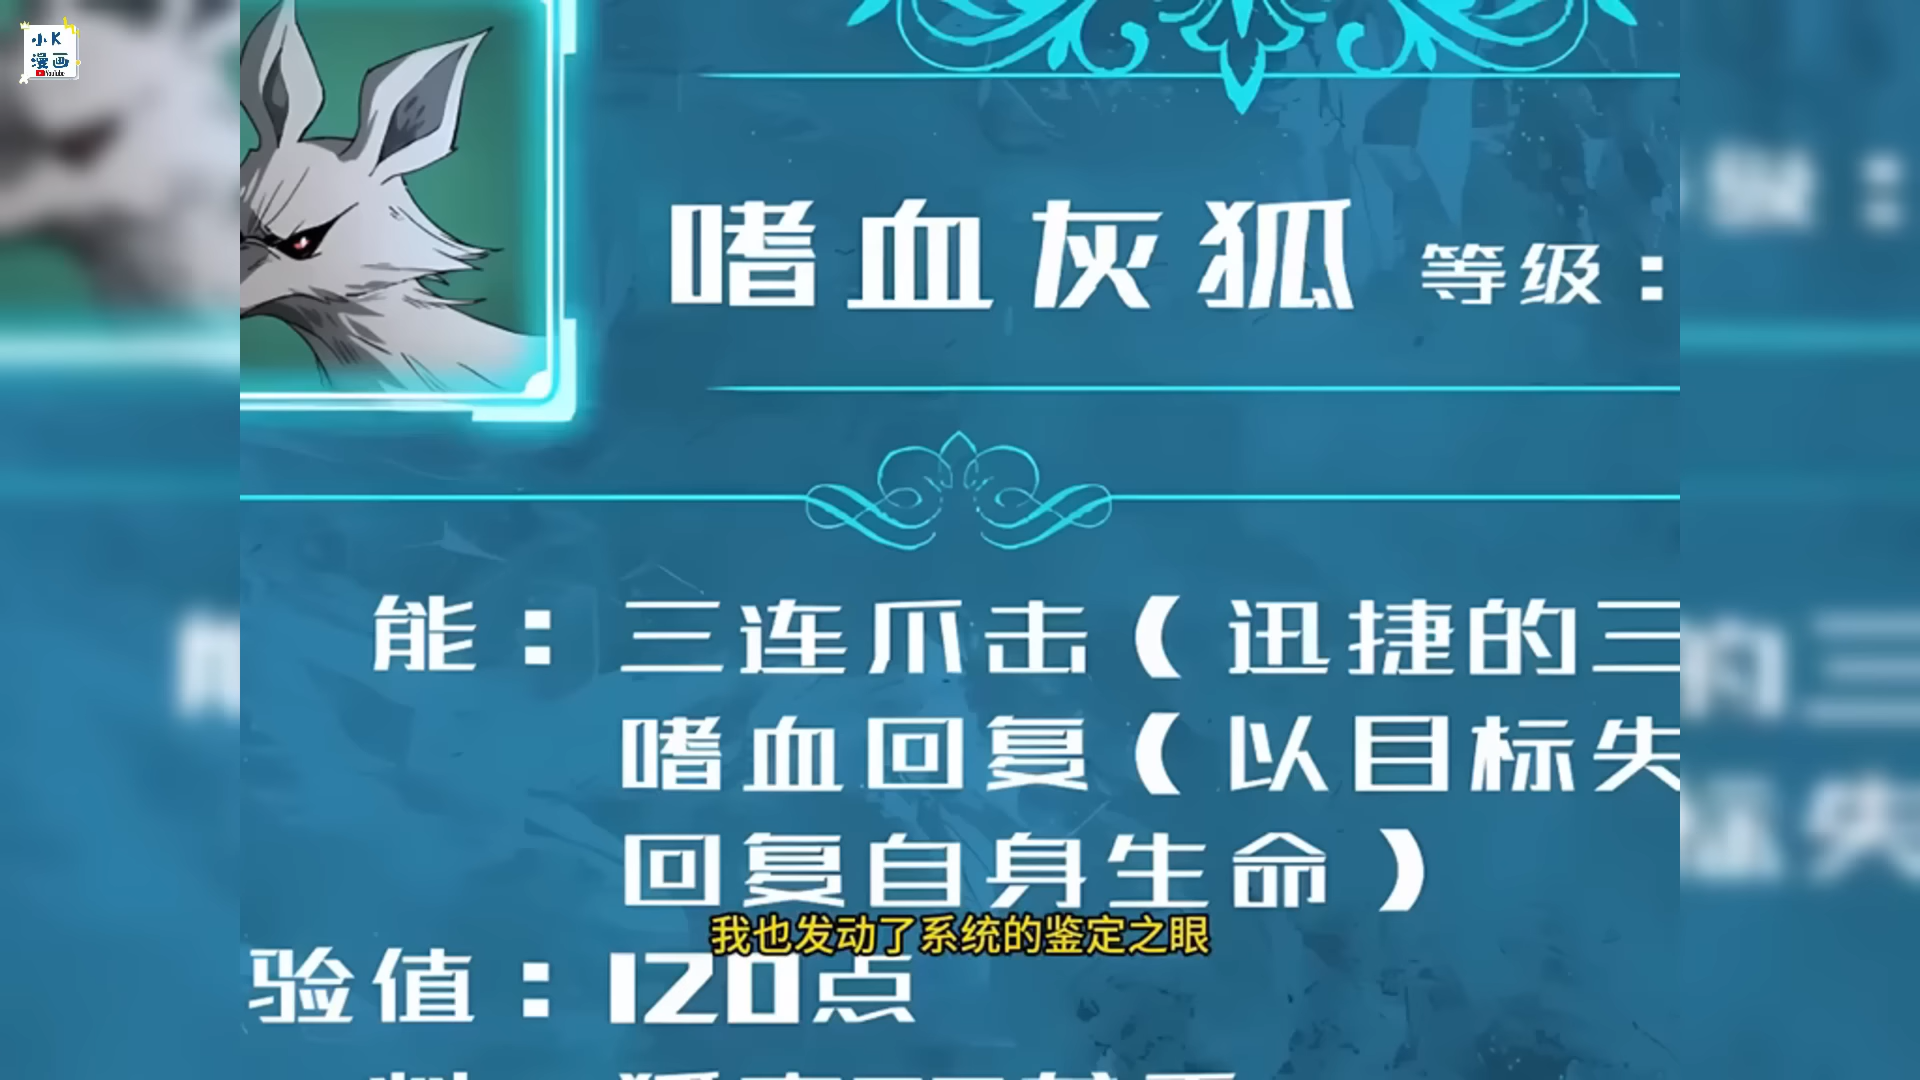 小K
漫画
YouTube
嗜血灰狐 等级：
能：三连爪击（迅捷的三
嗜血回复（以目标失
回复自身生命）
我也发动了系统的鉴定之眼
验值：120点